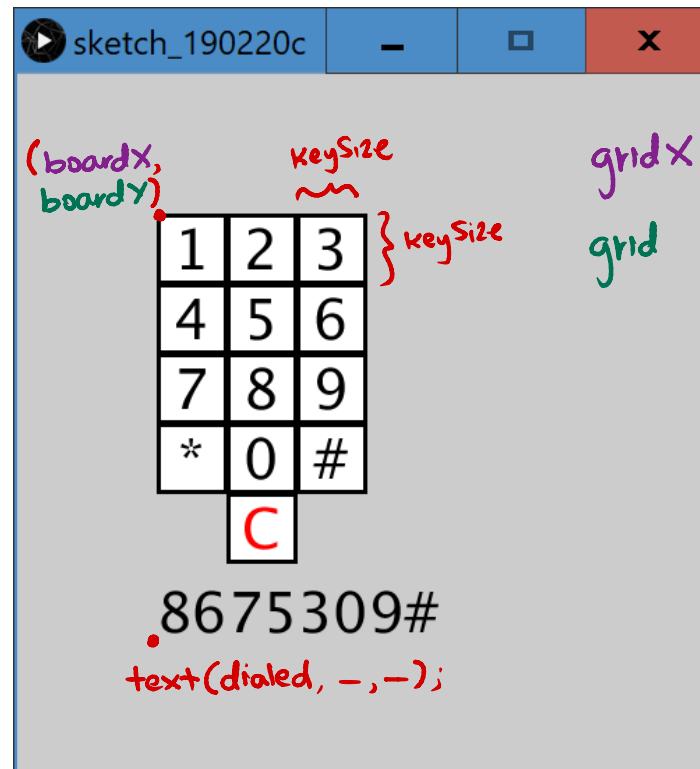 sketch_190220c
(boardX,
boardY)
keySize
gridX
grid
1 2 3
keySize
4 5 6
7 8 9
* 0 #
C
8675309#
text(dialed, –, –);